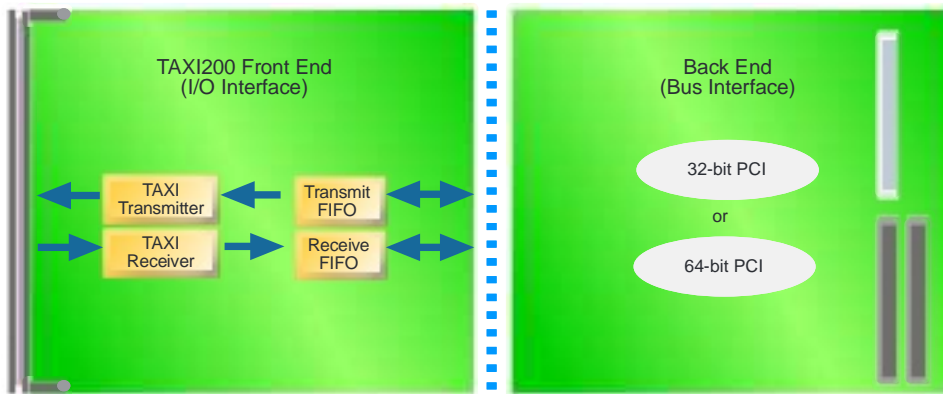 TAXI200 Front End
(I/O Interface)
TAXI
Transmitter
Transmit
FIFO
TAXI
Receiver
Receive
FIFO
Back End
(Bus Interface)
32-bit PCI
or
64-bit PCI